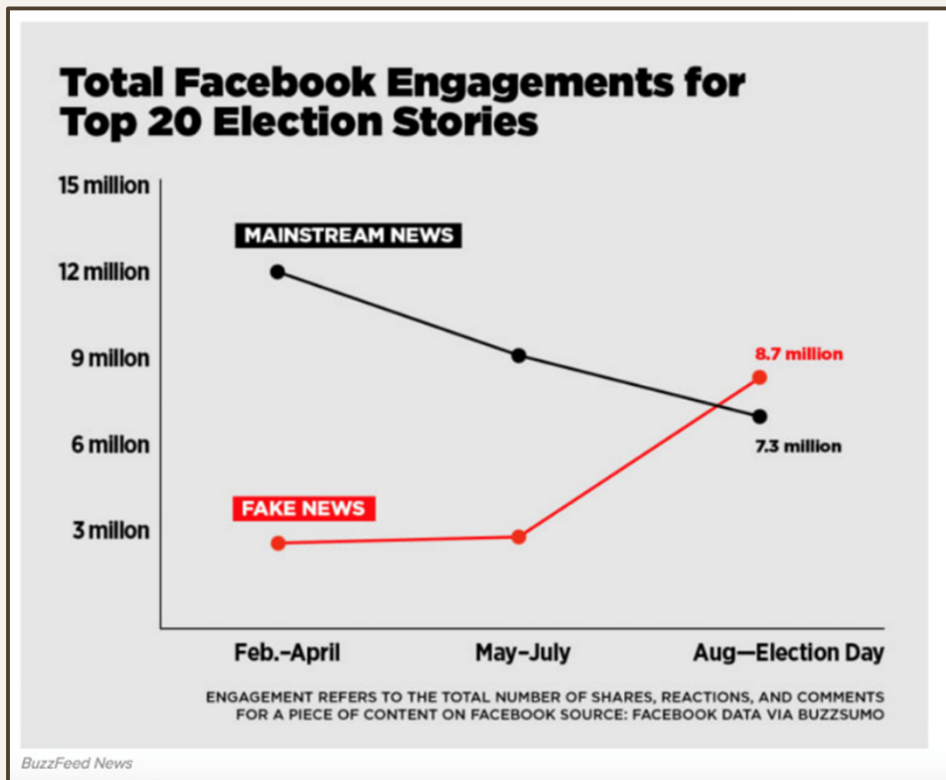 Total Facebook Engagements for
Top 20 Election Stories
15 million
MAINSTREAM NEWS
12 million
9 millon
8.7 million
6 millon
7.3 million
FAKE NEWS
3 millon
Feb.–April
May–July
Aug—Election Day
ENGAGEMENT REFERS TO THE TOTAL NUMBER OF SHARES, REACTIONS, AND COMMENTS
FOR A PIECE OF CONTENT ON FACEBOOK SOURCE: FACEBOOK DATA VIA BUZZSUMO
BuzzFeed News